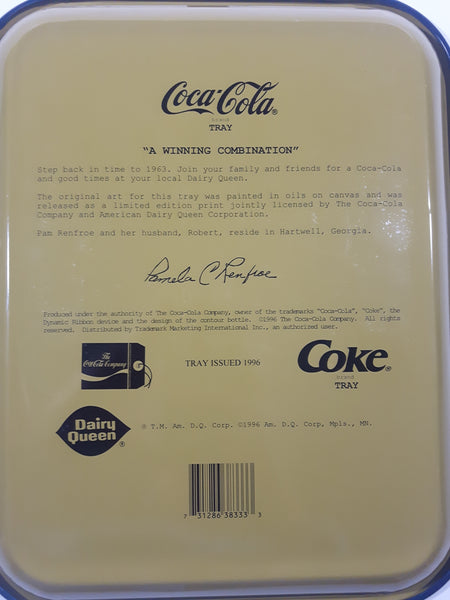 Coca-Cola®
brand
TRAY
"A WINNING COMBINATION"
Step back in time to 1963. Join your family and friends for a Coca-Cola
and good times at your local Dairy Queen.
The original art for this tray was painted in oils on canvas and was
released as a limited edition print jointly licensed by The Coca-Cola
Company and American Dairy Queen Corporation.
Pam Renfroe and her husband, Robert, reside in Hartwell, Georgia.
Pamela C Renfroe
Produced under the authority of The Coca-Cola Company, owner of the trademarks "Coca-Cola", "Coke", the
Dynamic Ribbon device and the design of the contour bottle. ©1996 The Coca-Cola Company. All rights
reserved. Distributed by Trademark Marketing International Inc., an authorized user.
The
Coca-Cola Company
TRAY ISSUED 1996
Coke®
brand
TRAY
Dairy
Queen®
® T.M. Am. D.Q. Corp. ©1996 Am. D.Q. Corp, Mpls., MN.
7 31286 38333 3